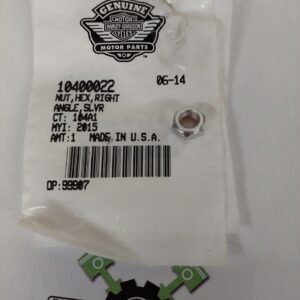 GENUINE
MOTOR
HARLEY-DAVIDSON
CYCLES
MOTOR PARTS
10400022 06-14
NUT,HEX,RIGHT
ANGLE,SLVR
CT: 104A1
MYI: 2015
AMT:1 MADE IN U.S.A.
OP:99907